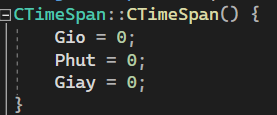 CTimeSpan::CTimeSpan() {
    Gio = 0;
    Phut = 0;
    Giay = 0;
}